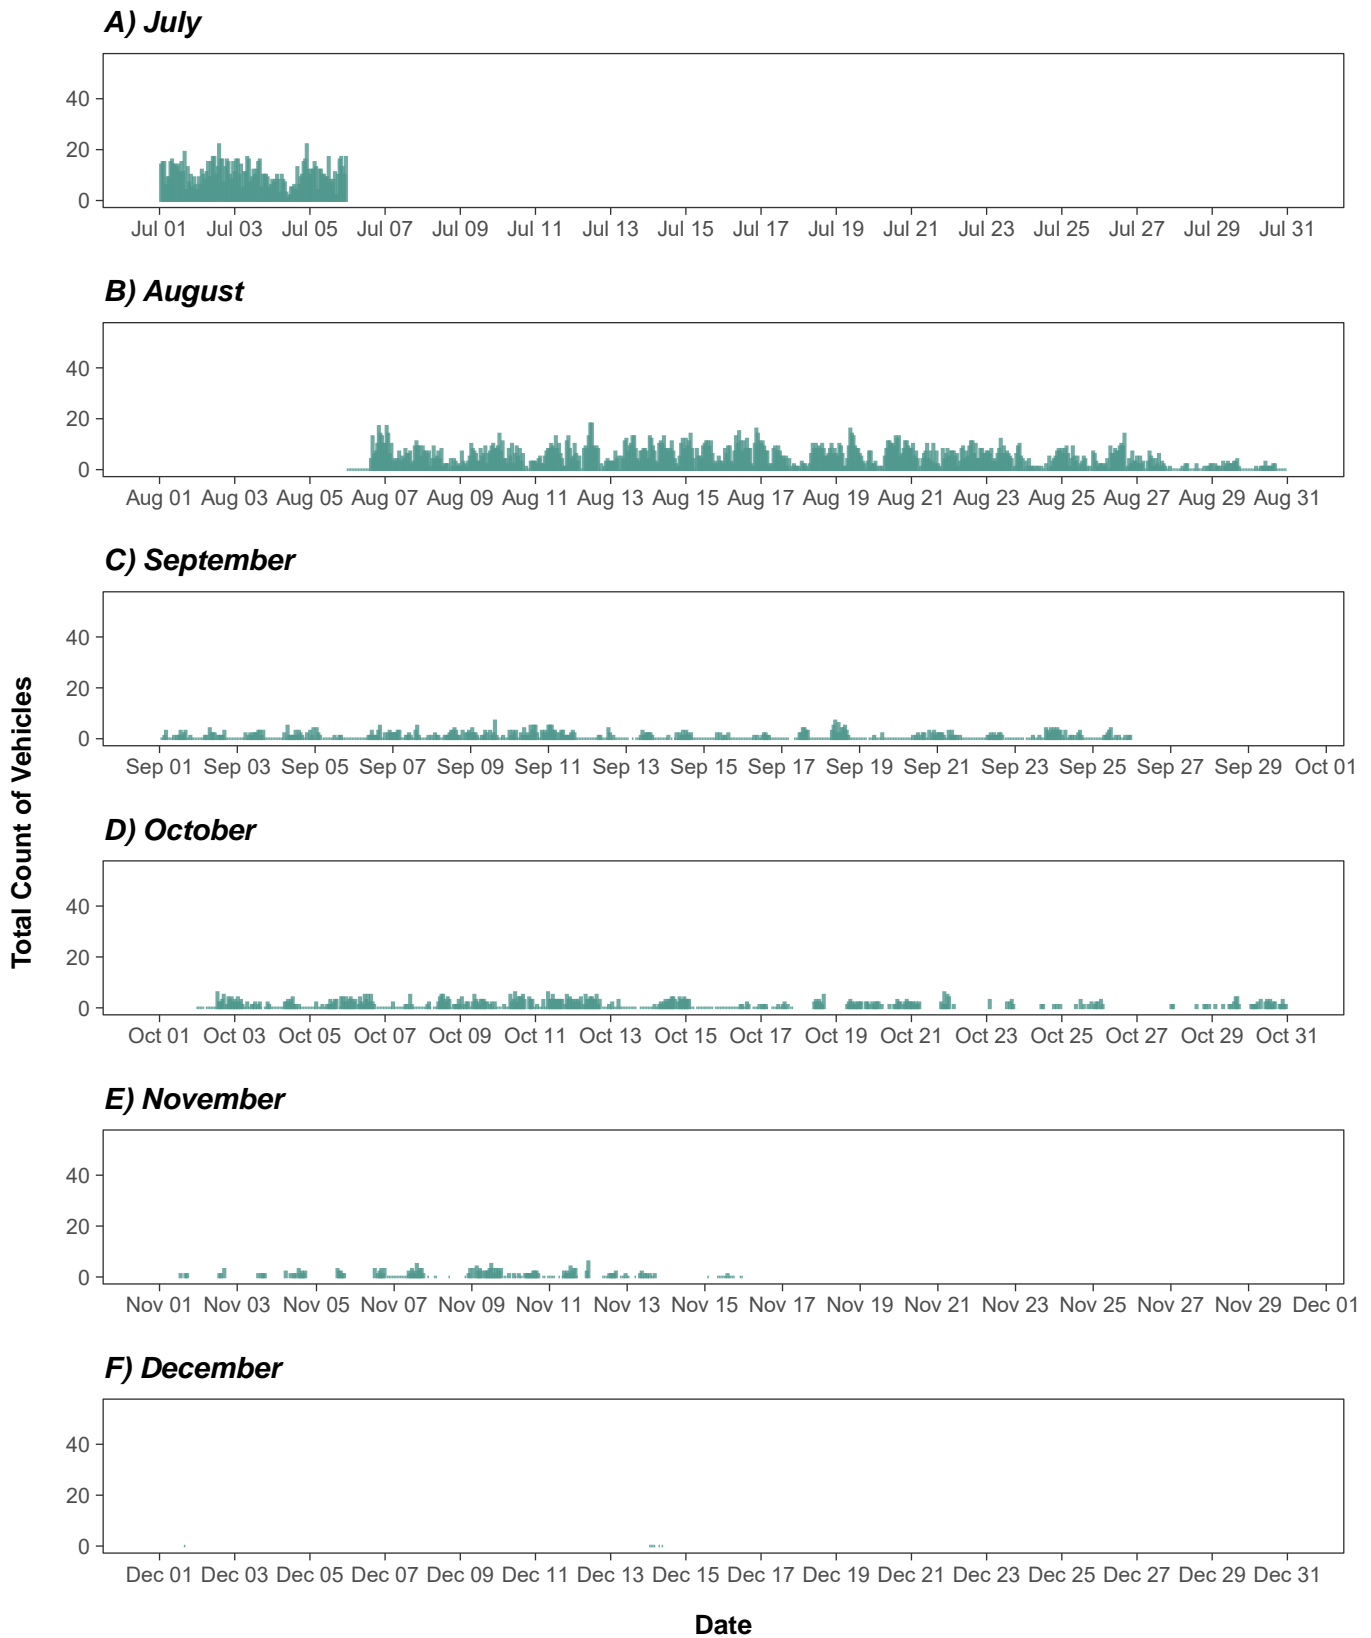 A) July
40
20
0
Jul 01 Jul 03 Jul 05 Jul 07 Jul 09 Jul 11 Jul 13 Jul 15 Jul 17 Jul 19 Jul 21 Jul 23 Jul 25 Jul 27 Jul 29 Jul 31
B) August
40
20
0
Aug 01 Aug 03 Aug 05 Aug 07 Aug 09 Aug 11 Aug 13 Aug 15 Aug 17 Aug 19 Aug 21 Aug 23 Aug 25 Aug 27 Aug 29 Aug 31
C) September
40
20
0
Sep 01 Sep 03 Sep 05 Sep 07 Sep 09 Sep 11 Sep 13 Sep 15 Sep 17 Sep 19 Sep 21 Sep 23 Sep 25 Sep 27 Sep 29 Oct 01
Total Count of Vehicles
D) October
40
20
0
Oct 01 Oct 03 Oct 05 Oct 07 Oct 09 Oct 11 Oct 13 Oct 15 Oct 17 Oct 19 Oct 21 Oct 23 Oct 25 Oct 27 Oct 29 Oct 31
E) November
40
20
0
Nov 01 Nov 03 Nov 05 Nov 07 Nov 09 Nov 11 Nov 13 Nov 15 Nov 17 Nov 19 Nov 21 Nov 23 Nov 25 Nov 27 Nov 29 Dec 01
F) December
40
20
0
Dec 01 Dec 03 Dec 05 Dec 07 Dec 09 Dec 11 Dec 13 Dec 15 Dec 17 Dec 19 Dec 21 Dec 23 Dec 25 Dec 27 Dec 29 Dec 31
Date